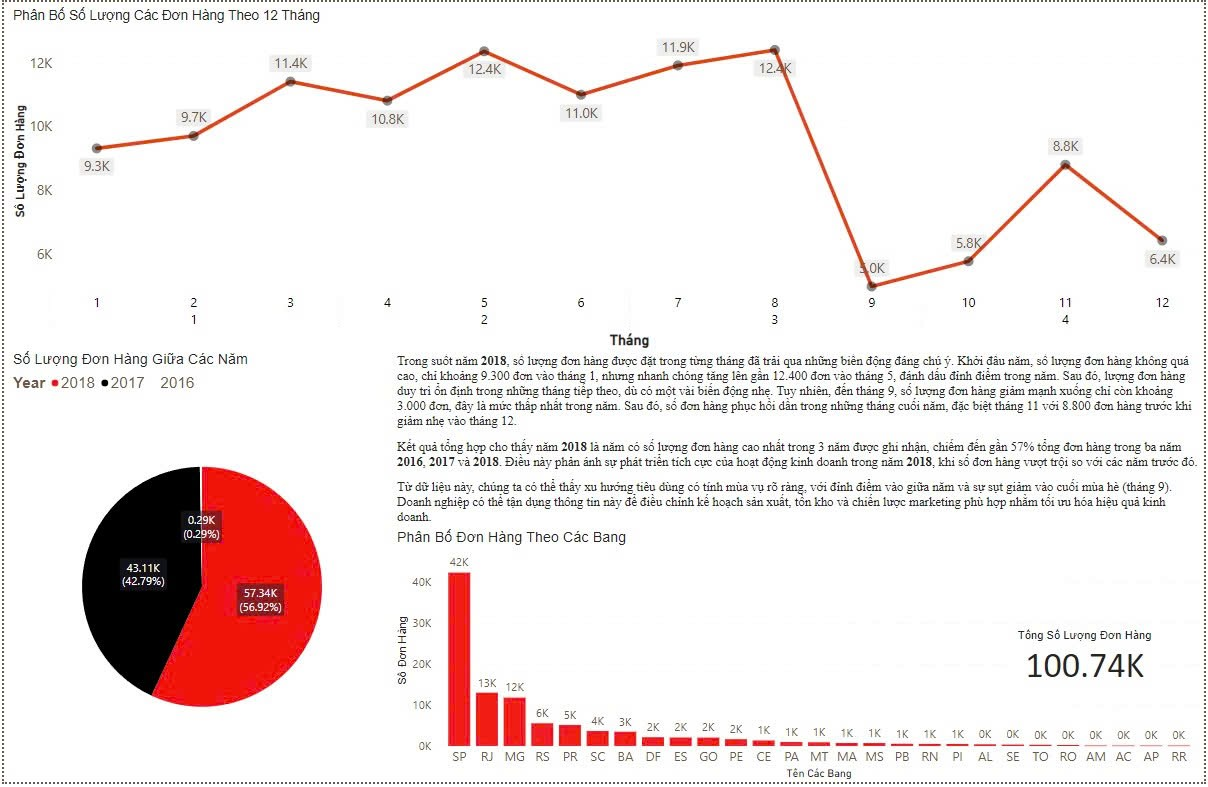 Phân Bố Số Lượng Các Đơn Hàng Theo 12 Tháng
12K
10K
8K
6K
Số Lượng Đơn Hàng
9.3K
9.7K
11.4K
10.8K
12.4K
11.0K
11.9K
12.4K
5.0K
5.8K
8.8K
6.4K
1 2 3 4 5 6 7 8 9 10 11 12
1 2 3 4
Tháng
Số Lượng Đơn Hàng Giữa Các Năm
Year 2018 2017 2016
0.29K
(0.29%)
43.11K
(42.79%)
57.34K
(56.92%)
Trong suốt năm 2018, số lượng đơn hàng được đặt trong từng tháng đã trải qua những biến động đáng chú ý. Khởi đầu năm, số lượng đơn hàng không quá
cao, chỉ khoảng 9.300 đơn vào tháng 1, nhưng nhanh chóng tăng lên gần 12.400 đơn vào tháng 5, đánh dấu đỉnh điểm trong năm. Sau đó, lượng đơn hàng
duy trì ổn định trong những tháng tiếp theo, dù có một vài biến động nhẹ. Tuy nhiên, đến tháng 9, số lượng đơn hàng giảm mạnh xuống chỉ còn khoảng
3.000 đơn, đây là mức thấp nhất trong năm. Sau đó, số đơn hàng phục hồi dần trong những tháng cuối năm, đặc biệt tháng 11 với 8.800 đơn hàng trước khi
giảm nhẹ vào tháng 12.
Kết quả tổng hợp cho thấy năm 2018 là năm có số lượng đơn hàng cao nhất trong 3 năm được ghi nhận, chiếm đến gần 57% tổng đơn hàng trong ba năm
2016, 2017 và 2018. Điều này phản ánh sự phát triển tích cực của hoạt động kinh doanh trong năm 2018, khi số đơn hàng vượt trội so với các năm trước đó.
Từ dữ liệu này, chúng ta có thể thấy xu hướng tiêu dùng có tính mùa vụ rõ ràng, với đỉnh điểm vào giữa năm và sự sụt giảm vào cuối mùa hè (tháng 9).
Doanh nghiệp có thể tận dụng thông tin này để điều chỉnh kế hoạch sản xuất, tồn kho và chiến lược marketing phù hợp nhằm tối ưu hóa hiệu quả kinh
doanh.
Phân Bố Đơn Hàng Theo Các Bang
40K
30K
20K
10K
0K
Số Đơn Hàng
42K 13K 12K 6K 5K 4K 3K 2K 2K 2K 2K 1K 1K 1K 1K 1K 1K 1K 1K 0K 0K 0K 0K 0K 0K 0K 0K
SP RJ MG RS PR SC BA DF ES GO PE CE PA MT MA MS PB RN PI AL SE TO RO AM AC AP RR
Tên Các Bang
Tổng Số Lượng Đơn Hàng
100.74K